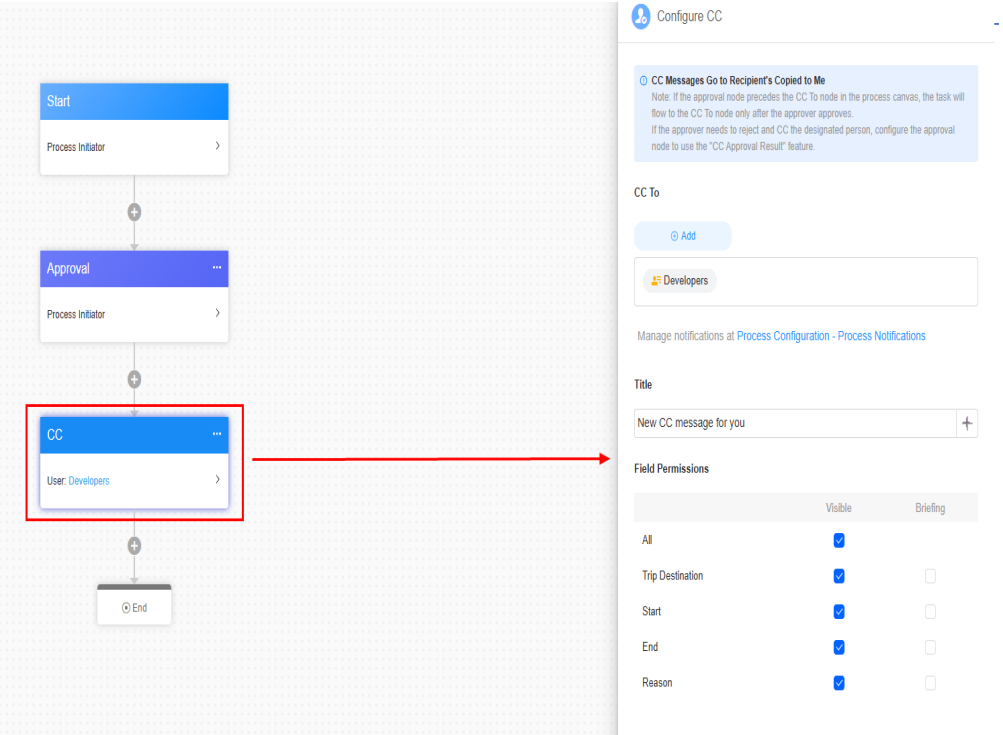 Start
Process Initiator
Approval
Process Initiator
CC
User: Developers
End
Configure CC
CC Messages Go to Recipient's Copied to Me
Note: If the approval node precedes the CC To node in the process canvas, the task will
flow to the CC To node only after the approver approves.
If the approver needs to reject and CC the designated person, configure the approval
node to use the "CC Approval Result" feature.
CC To
Add
Developers
Manage notifications at Process Configuration - Process Notifications
Title
New CC message for you
Field Permissions
Visible Briefing
All
Trip Destination
Start
End
Reason